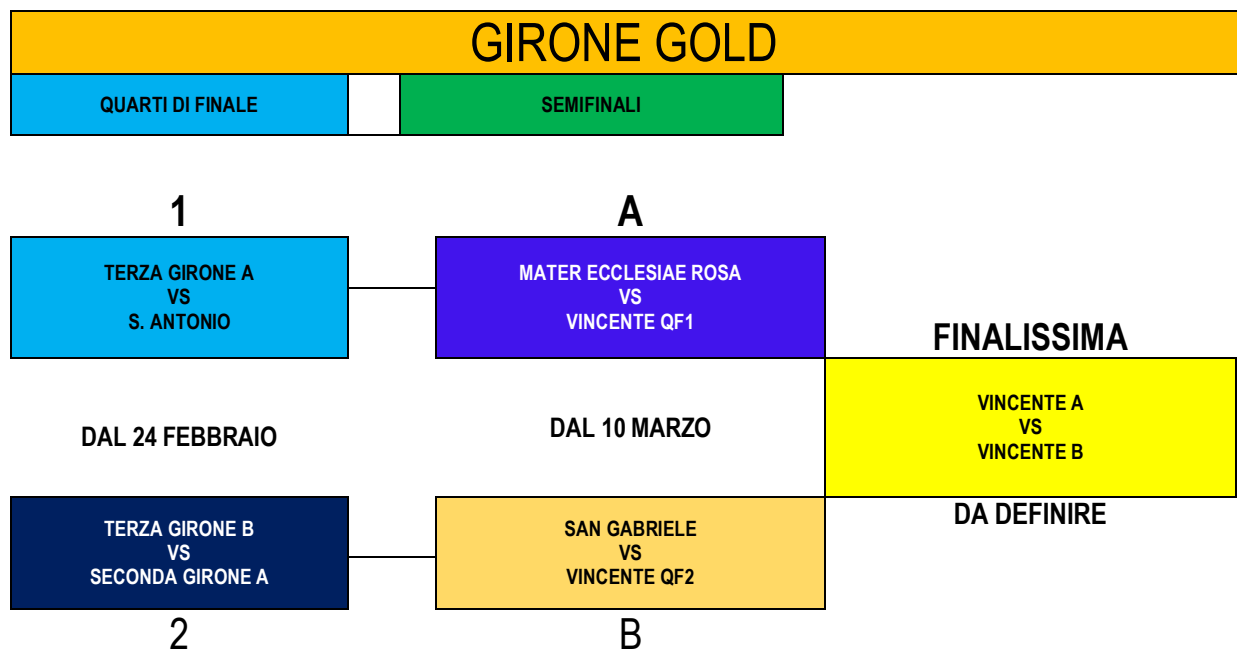 GIRONE GOLD
QUARTI DI FINALE
SEMIFINALI
1
A
TERZA GIRONE A
VS
S. ANTONIO
MATER ECCLESIAE ROSA
VS
VINCENTE QF1
FINALISSIMA
VINCENTE A
VS
VINCENTE B
DAL 24 FEBBRAIO
DAL 10 MARZO
DA DEFINIRE
TERZA GIRONE B
VS
SECONDA GIRONE A
SAN GABRIELE
VS
VINCENTE QF2
2
B